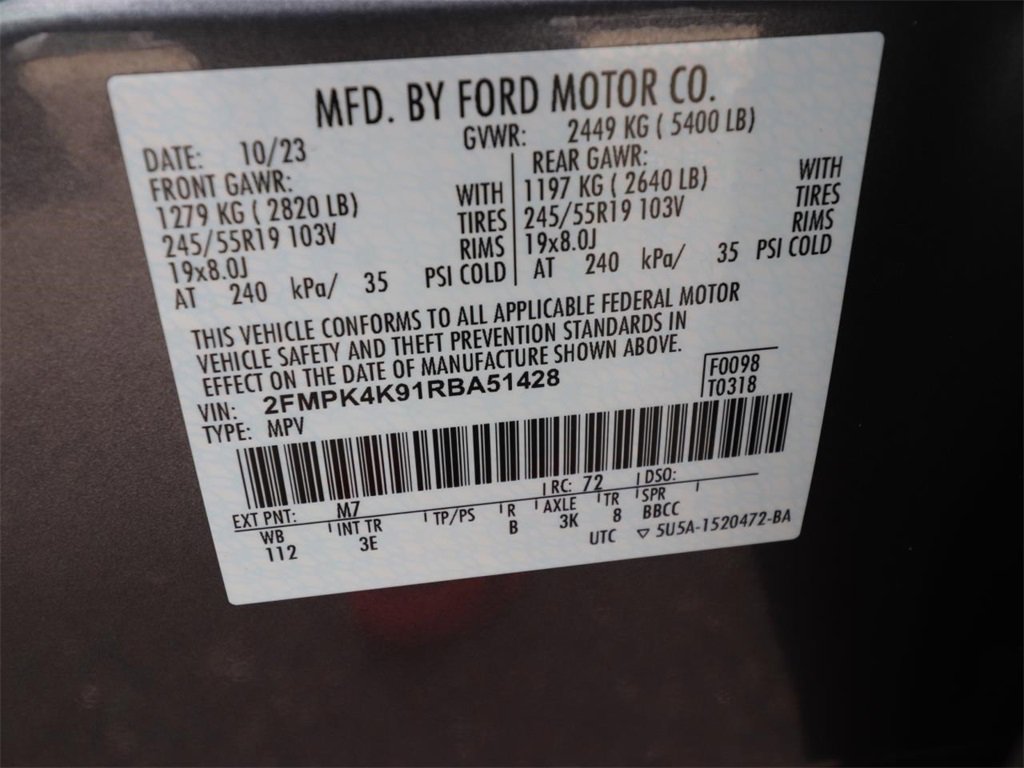 MFD. BY FORD MOTOR CO.
DATE: 10/23 GVWR: 2449 KG ( 5400 LB)
FRONT GAWR: REAR GAWR:
1279 KG ( 2820 LB) WITH 1197 KG ( 2640 LB) WITH
245/55R19 103V TIRES 245/55R19 103V TIRES
19x8.0J RIMS 19x8.0J RIMS
AT 240 kPa/ 35 PSI COLD AT 240 kPa/ 35 PSI COLD
THIS VEHICLE CONFORMS TO ALL APPLICABLE FEDERAL MOTOR
VEHICLE SAFETY AND THEFT PREVENTION STANDARDS IN
EFFECT ON THE DATE OF MANUFACTURE SHOWN ABOVE.
VIN: 2FMPK4K91RBA51428 F0098
TYPE: MPV T0318
EXT PNT: M7 RC: 72 DSO:
WB INT TR TP/PS R AXLE TR SPR
112 3E B 3K 8 BBCC
UTC ▽ 5U5A-1520472-BA